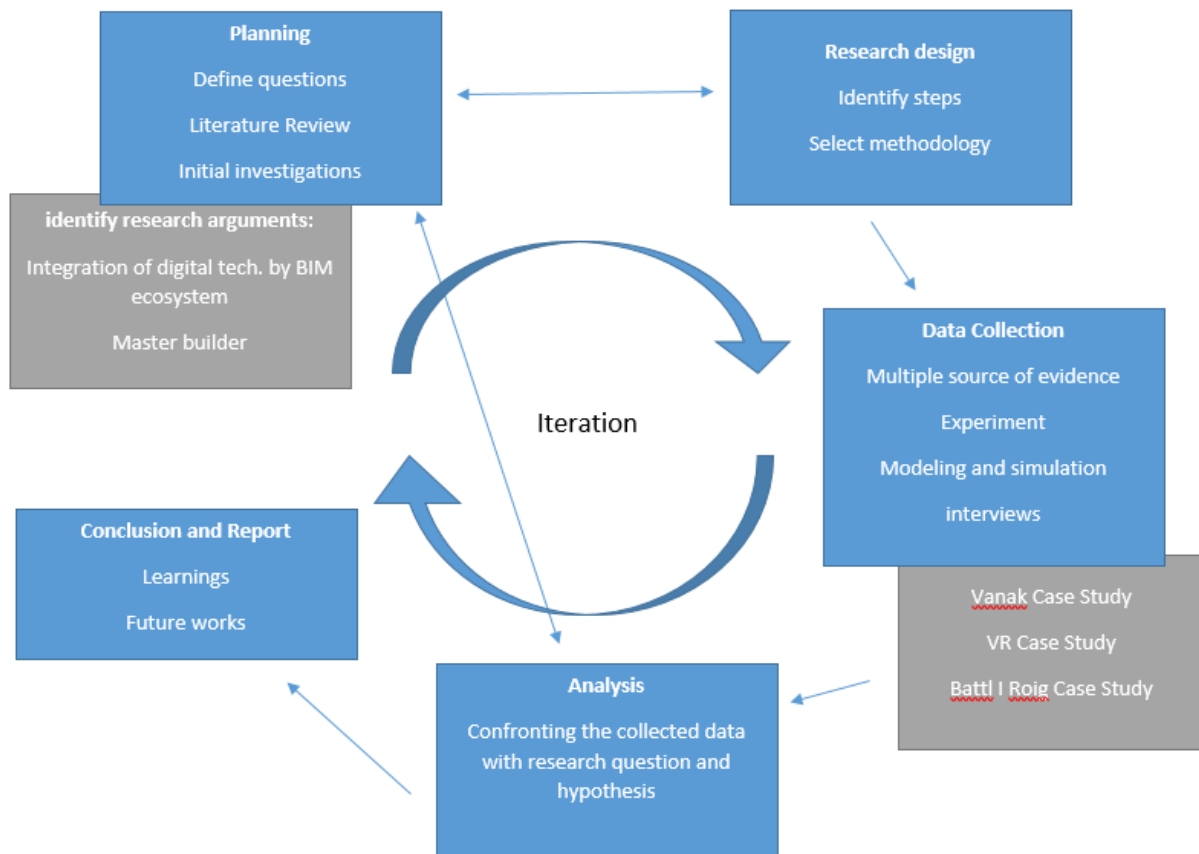 Planning
Define questions
Literature Review
Initial investigations
identify research arguments:
Integration of digital tech. by BIM
ecosystem
Master builder
Research design
Identify steps
Select methodology
Data Collection
Multiple source of evidence
Experiment
Modeling and simulation
interviews
Vanak Case Study
VR Case Study
Battl I Roig Case Study
Iteration
Analysis
Confronting the collected data
with research question and
hypothesis
Conclusion and Report
Learnings
Future works